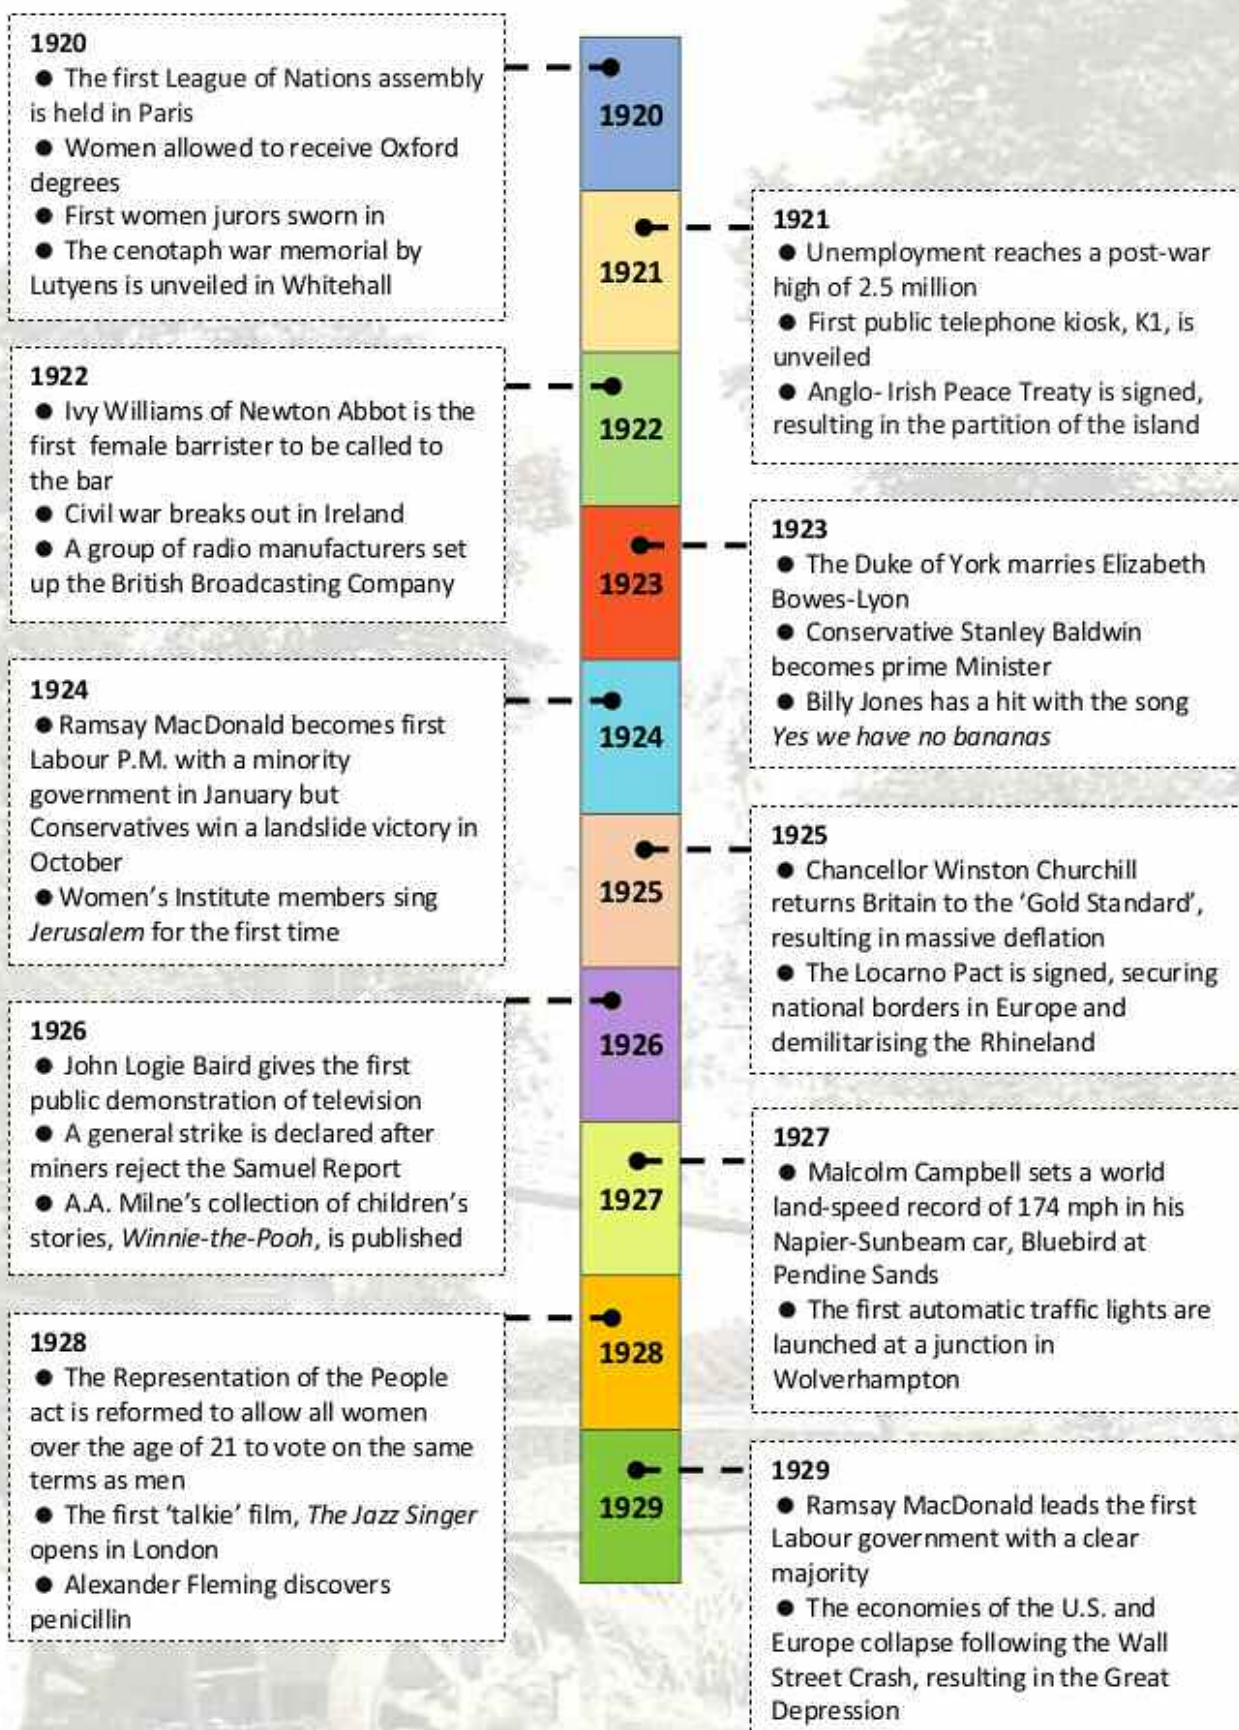 1920
● The first League of Nations assembly
is held in Paris
● Women allowed to receive Oxford
degrees
● First women jurors sworn in
● The cenotaph war memorial by
Lutyens is unveiled in Whitehall
1920
1921
● Unemployment reaches a post-war
high of 2.5 million
● First public telephone kiosk, K1, is
unveiled
● Anglo- Irish Peace Treaty is signed,
resulting in the partition of the island
1921
1922
● Ivy Williams of Newton Abbot is the
first female barrister to be called to
the bar
● Civil war breaks out in Ireland
● A group of radio manufacturers set
up the British Broadcasting Company
1922
1923
● The Duke of York marries Elizabeth
Bowes-Lyon
● Conservative Stanley Baldwin
becomes prime Minister
● Billy Jones has a hit with the song
Yes we have no bananas
1923
1924
● Ramsay MacDonald becomes first
Labour P.M. with a minority
government in January but
Conservatives win a landslide victory in
October
● Women's Institute members sing
Jerusalem for the first time
1924
1925
● Chancellor Winston Churchill
returns Britain to the 'Gold Standard',
resulting in massive deflation
● The Locarno Pact is signed, securing
national borders in Europe and
demilitarising the Rhineland
1925
1926
● John Logie Baird gives the first
public demonstration of television
● A general strike is declared after
miners reject the Samuel Report
● A.A. Milne's collection of children's
stories, Winnie-the-Pooh, is published
1926
1927
● Malcolm Campbell sets a world
land-speed record of 174 mph in his
Napier-Sunbeam car, Bluebird at
Pendine Sands
● The first automatic traffic lights are
launched at a junction in
Wolverhampton
1927
1928
● The Representation of the People
act is reformed to allow all women
over the age of 21 to vote on the same
terms as men
● The first 'talkie' film, The Jazz Singer
opens in London
● Alexander Fleming discovers
penicillin
1928
1929
● Ramsay MacDonald leads the first
Labour government with a clear
majority
● The economies of the U.S. and
Europe collapse following the Wall
Street Crash, resulting in the Great
Depression
1929